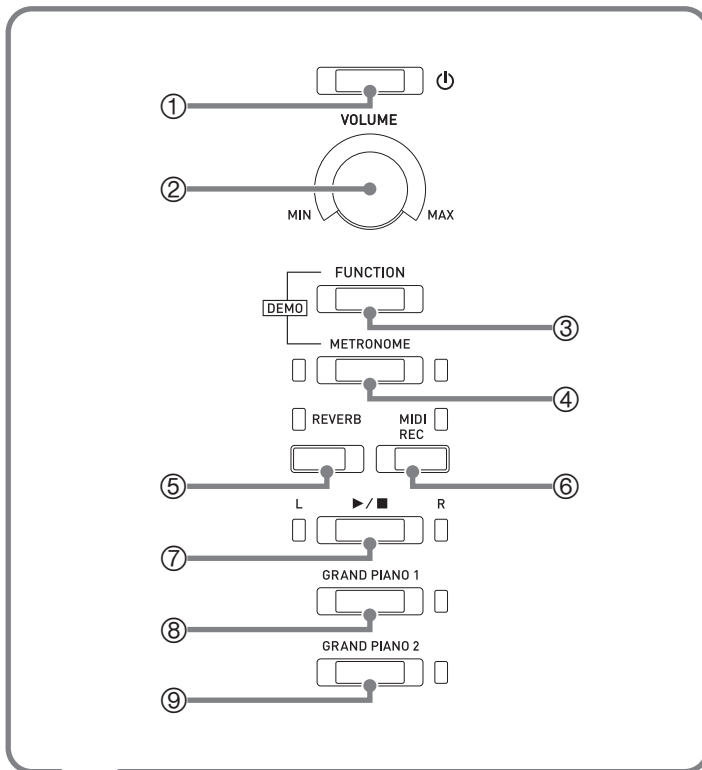 ①
VOLUME
②
MIN MAX
FUNCTION
DEMO
③
METRONOME
④
REVERB MIDI REC
⑤ ⑥
L ▶/■ R
⑦
GRAND PIANO 1
⑧
GRAND PIANO 2
⑨